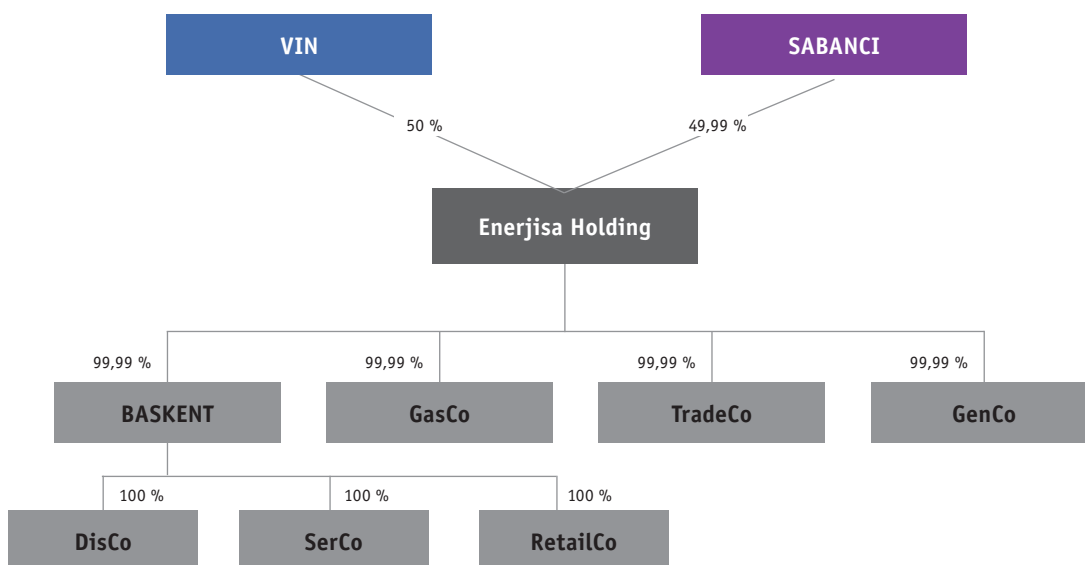 VIN
SABANCI
50 %
49,99 %
Enerjisa Holding
99,99 %
99,99 %
99,99 %
99,99 %
BASKENT
GasCo
TradeCo
GenCo
100 %
100 %
100 %
DisCo
SerCo
RetailCo